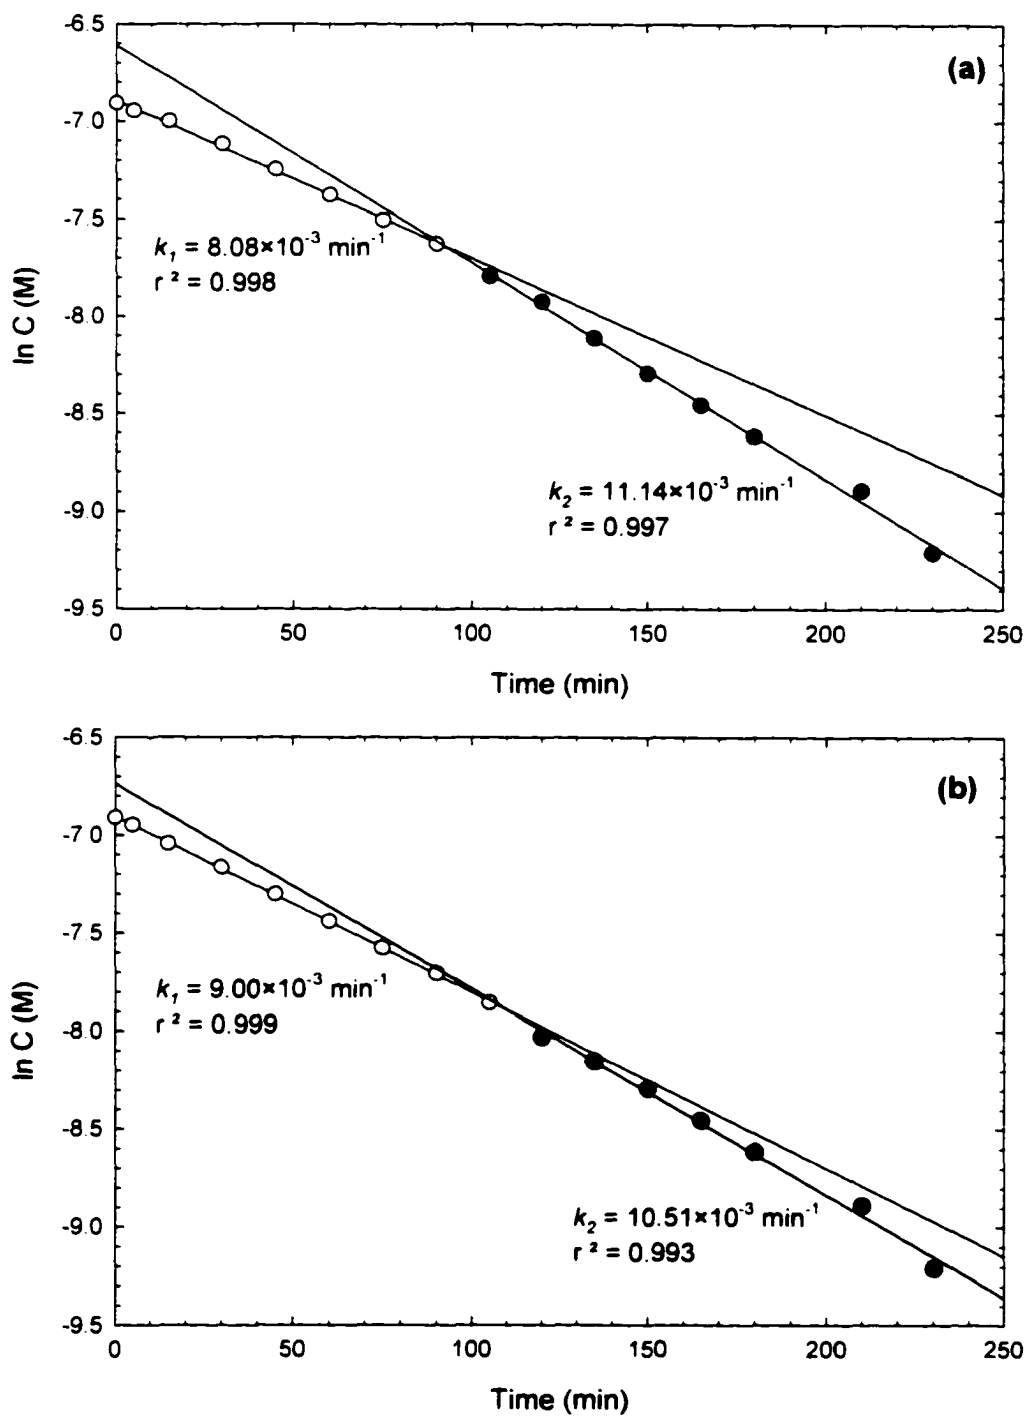 (a)
-6.5
-7.0
-7.5
-8.0
-8.5
-9.0
-9.5
ln C (M)
k₁ = 8.08×10⁻³ min⁻¹
r ² = 0.998
k₂ = 11.14×10⁻³ min⁻¹
r ² = 0.997
0 50 100 150 200 250
Time (min)
(b)
-6.5
-7.0
-7.5
-8.0
-8.5
-9.0
-9.5
ln C (M)
k₁ = 9.00×10⁻³ min⁻¹
r ² = 0.999
k₂ = 10.51×10⁻³ min⁻¹
r ² = 0.993
0 50 100 150 200 250
Time (min)